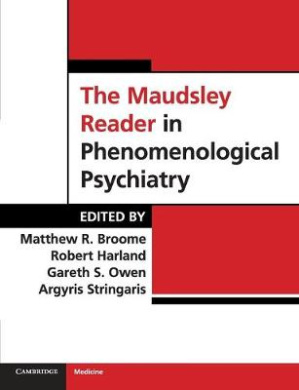 The Maudsley
Reader in
Phenomenological
Psychiatry
EDITED BY
Matthew R. Broome
Robert Harland
Gareth S. Owen
Argyris Stringaris
CAMBRIDGE
Medicine